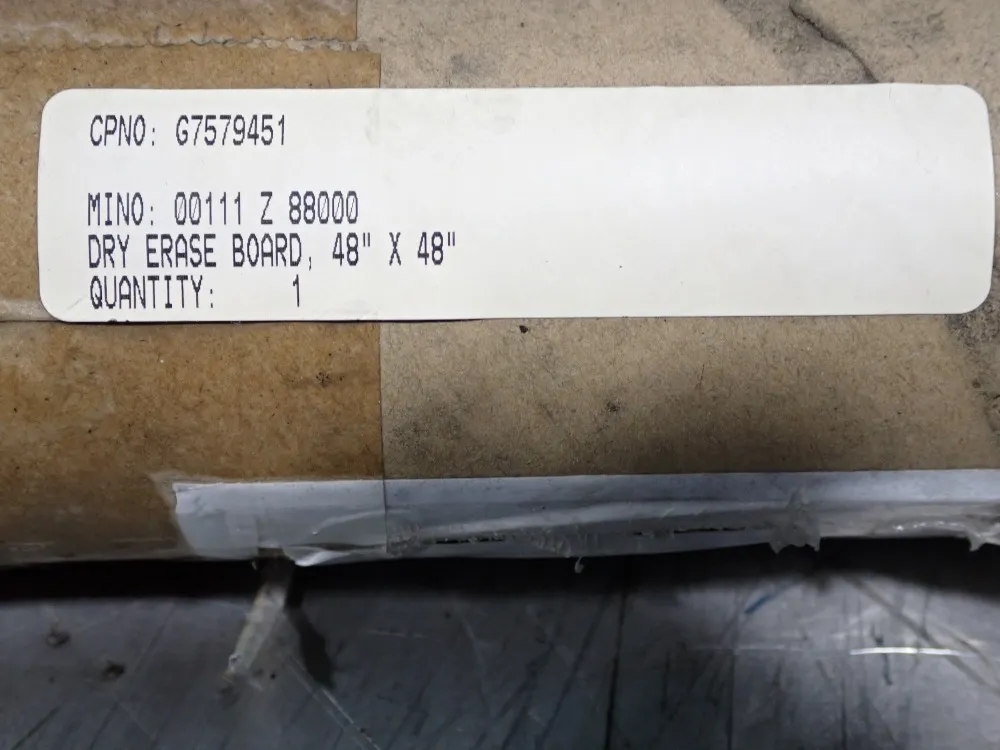 CPNO: G7579451
MINO: 00111 Z 88000
DRY ERASE BOARD, 48" X 48"
QUANTITY: 1